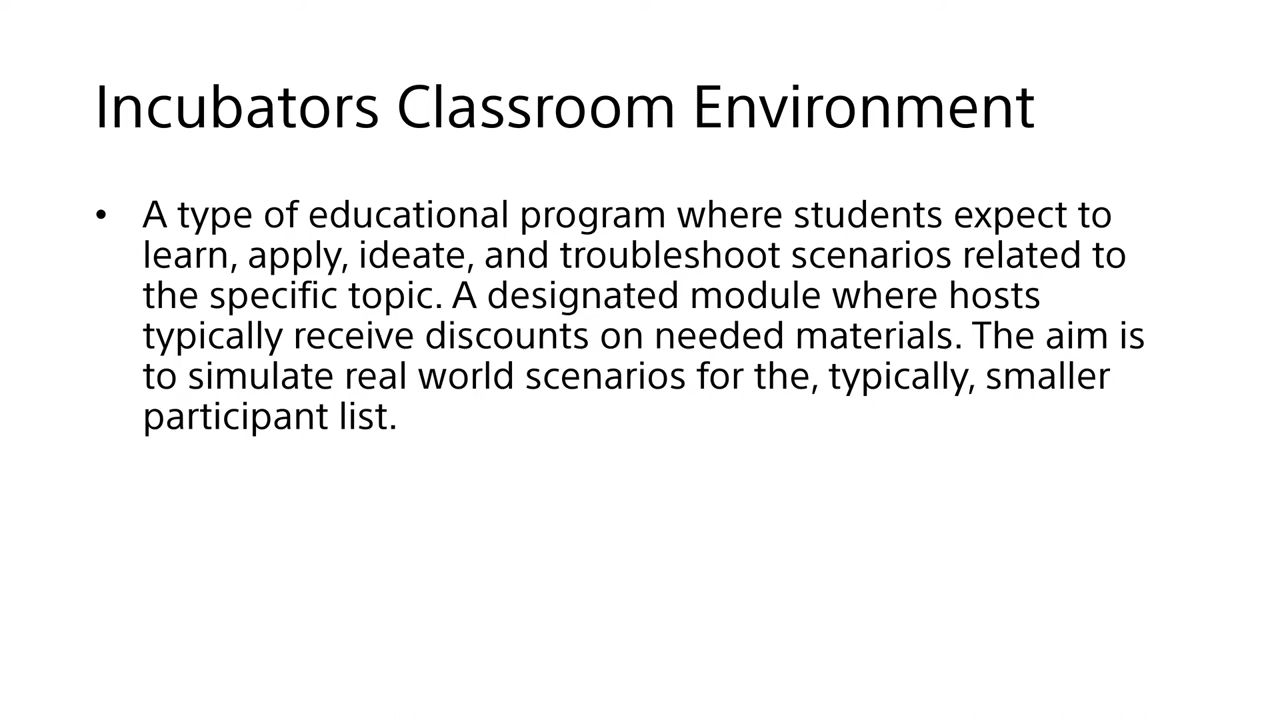 Incubators Classroom Environment
• A type of educational program where students expect to
learn, apply, ideate, and troubleshoot scenarios related to
the specific topic. A designated module where hosts
typically receive discounts on needed materials. The aim is
to simulate real world scenarios for the, typically, smaller
participant list.